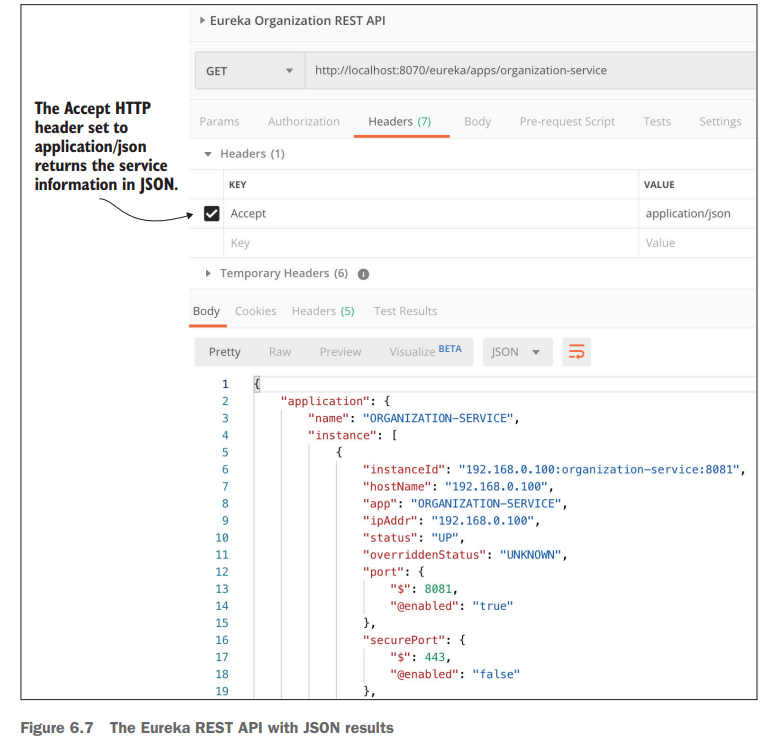 Eureka Organization REST API
GET http://localhost:8070/eureka/apps/organization-service
The Accept HTTP
header set to
application/json
returns the service
information in JSON.
Params Authorization Headers (7) Body Pre-request Script Tests Settings
Headers (1)
KEY VALUE
Accept application/json
Key Value
Temporary Headers (6) i
Body Cookies Headers (5) Test Results
Pretty Raw Preview Visualize BETA JSON
1 {
2 "application": {
3 "name": "ORGANIZATION-SERVICE",
4 "instance": [
5 {
6 "instanceId": "192.168.0.100:organization-service:8081",
7 "hostName": "192.168.0.100",
8 "app": "ORGANIZATION-SERVICE",
9 "ipAddr": "192.168.0.100",
10 "status": "UP",
11 "overriddenStatus": "UNKNOWN",
12 "port": {
13 "$": 8081,
14 "@enabled": "true"
15 },
16 "securePort": {
17 "$": 443,
18 "@enabled": "false"
19 },
Figure 6.7 The Eureka REST API with JSON results